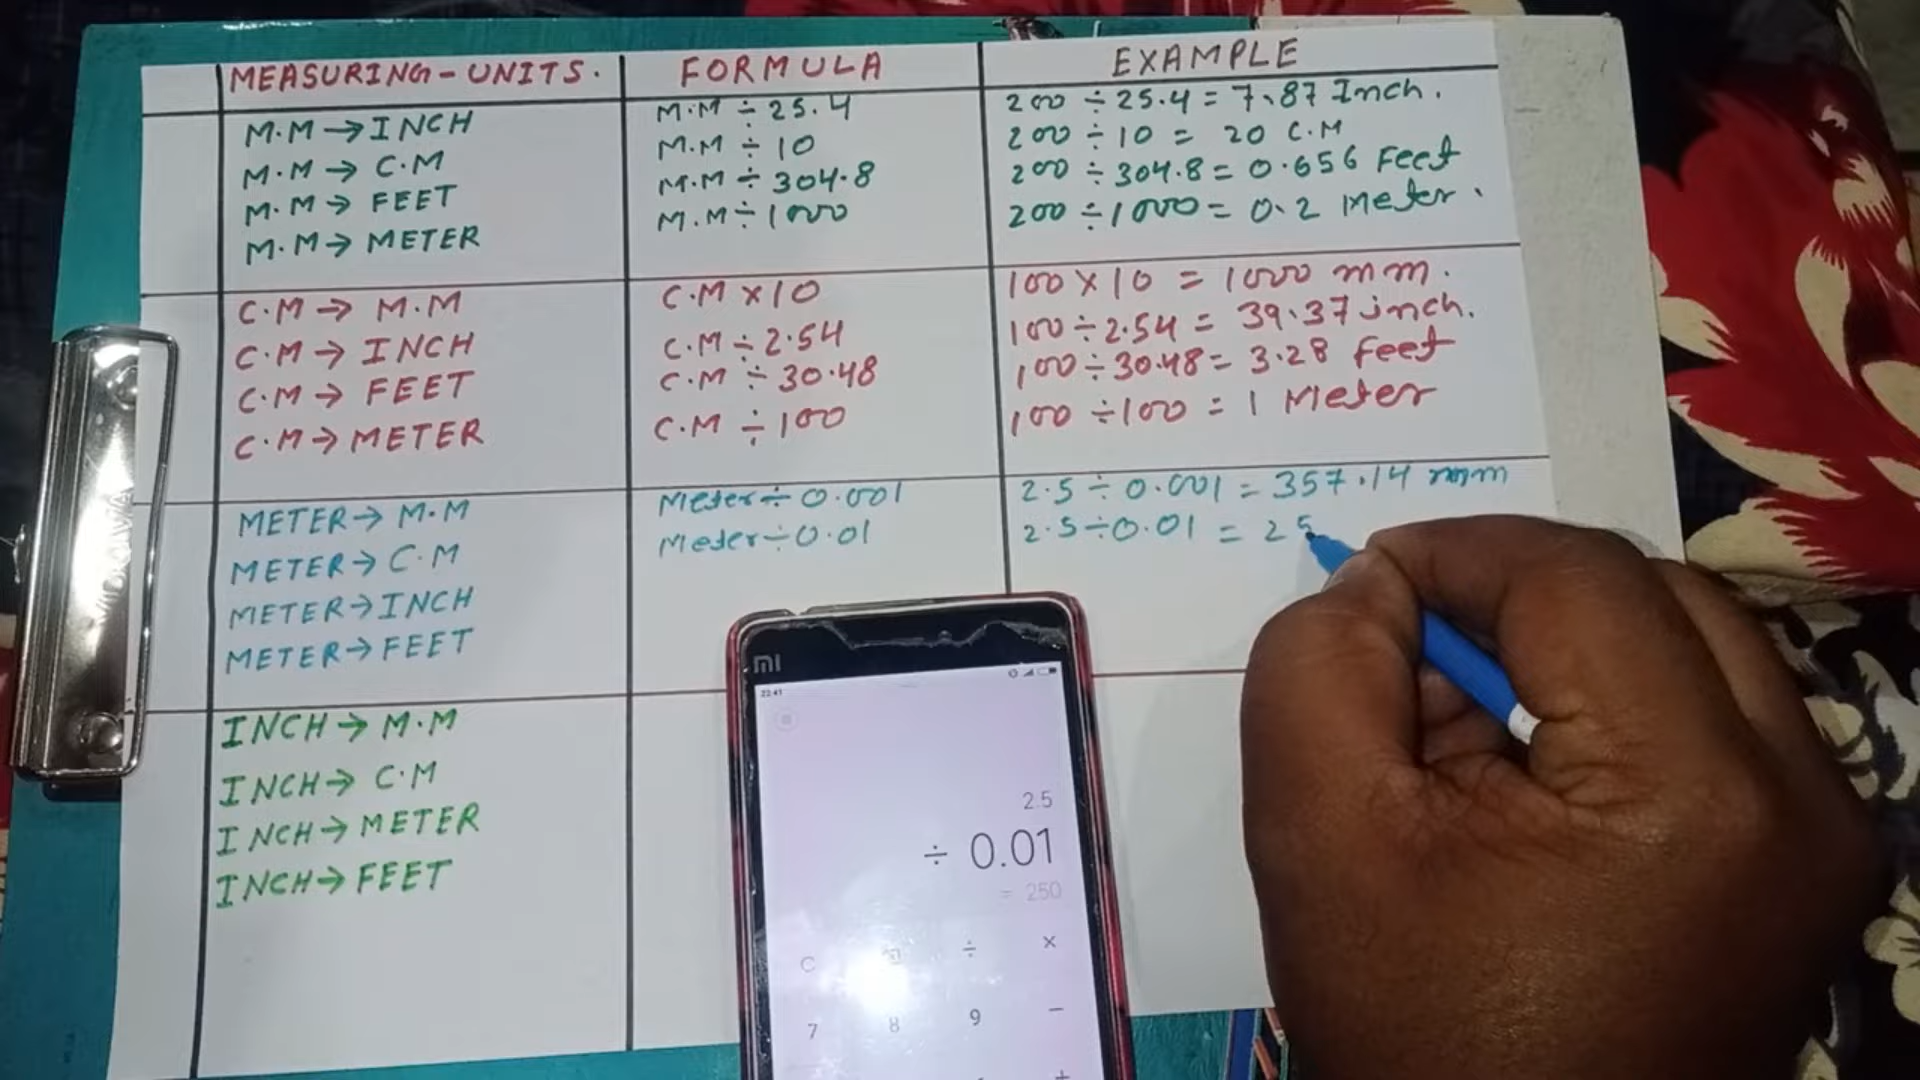 MEASURING-UNITS. FORMULA EXAMPLE
M.M → INCH M.M ÷ 25.4 200 ÷ 25.4 = 7.87 Inch.
M.M → C.M M.M ÷ 10 200 ÷ 10 = 20 C.M
M.M → FEET M.M ÷ 304.8 200 ÷ 304.8 = 0.656 Feet
M.M → METER M.M ÷ 1000 200 ÷ 1000 = 0.2 Meter.
C.M → M.M C.M × 10 100 × 10 = 1000 mm.
C.M → INCH C.M ÷ 2.54 100 ÷ 2.54 = 39.37 inch.
C.M → FEET C.M ÷ 30.48 100 ÷ 30.48 = 3.28 Feet
C.M → METER C.M ÷ 100 100 ÷ 100 = 1 Meter
METER → M.M Meter ÷ 0.001 2.5 ÷ 0.001 = 357.14 mm
METER → C.M Meter ÷ 0.01 2.5 ÷ 0.01 = 25
METER → INCH
METER → FEET
INCH → M.M
INCH → C.M
INCH → METER
INCH → FEET
mi
22:41
2.5
÷ 0.01
= 250
C ÷ ×
7 8 9 −
+